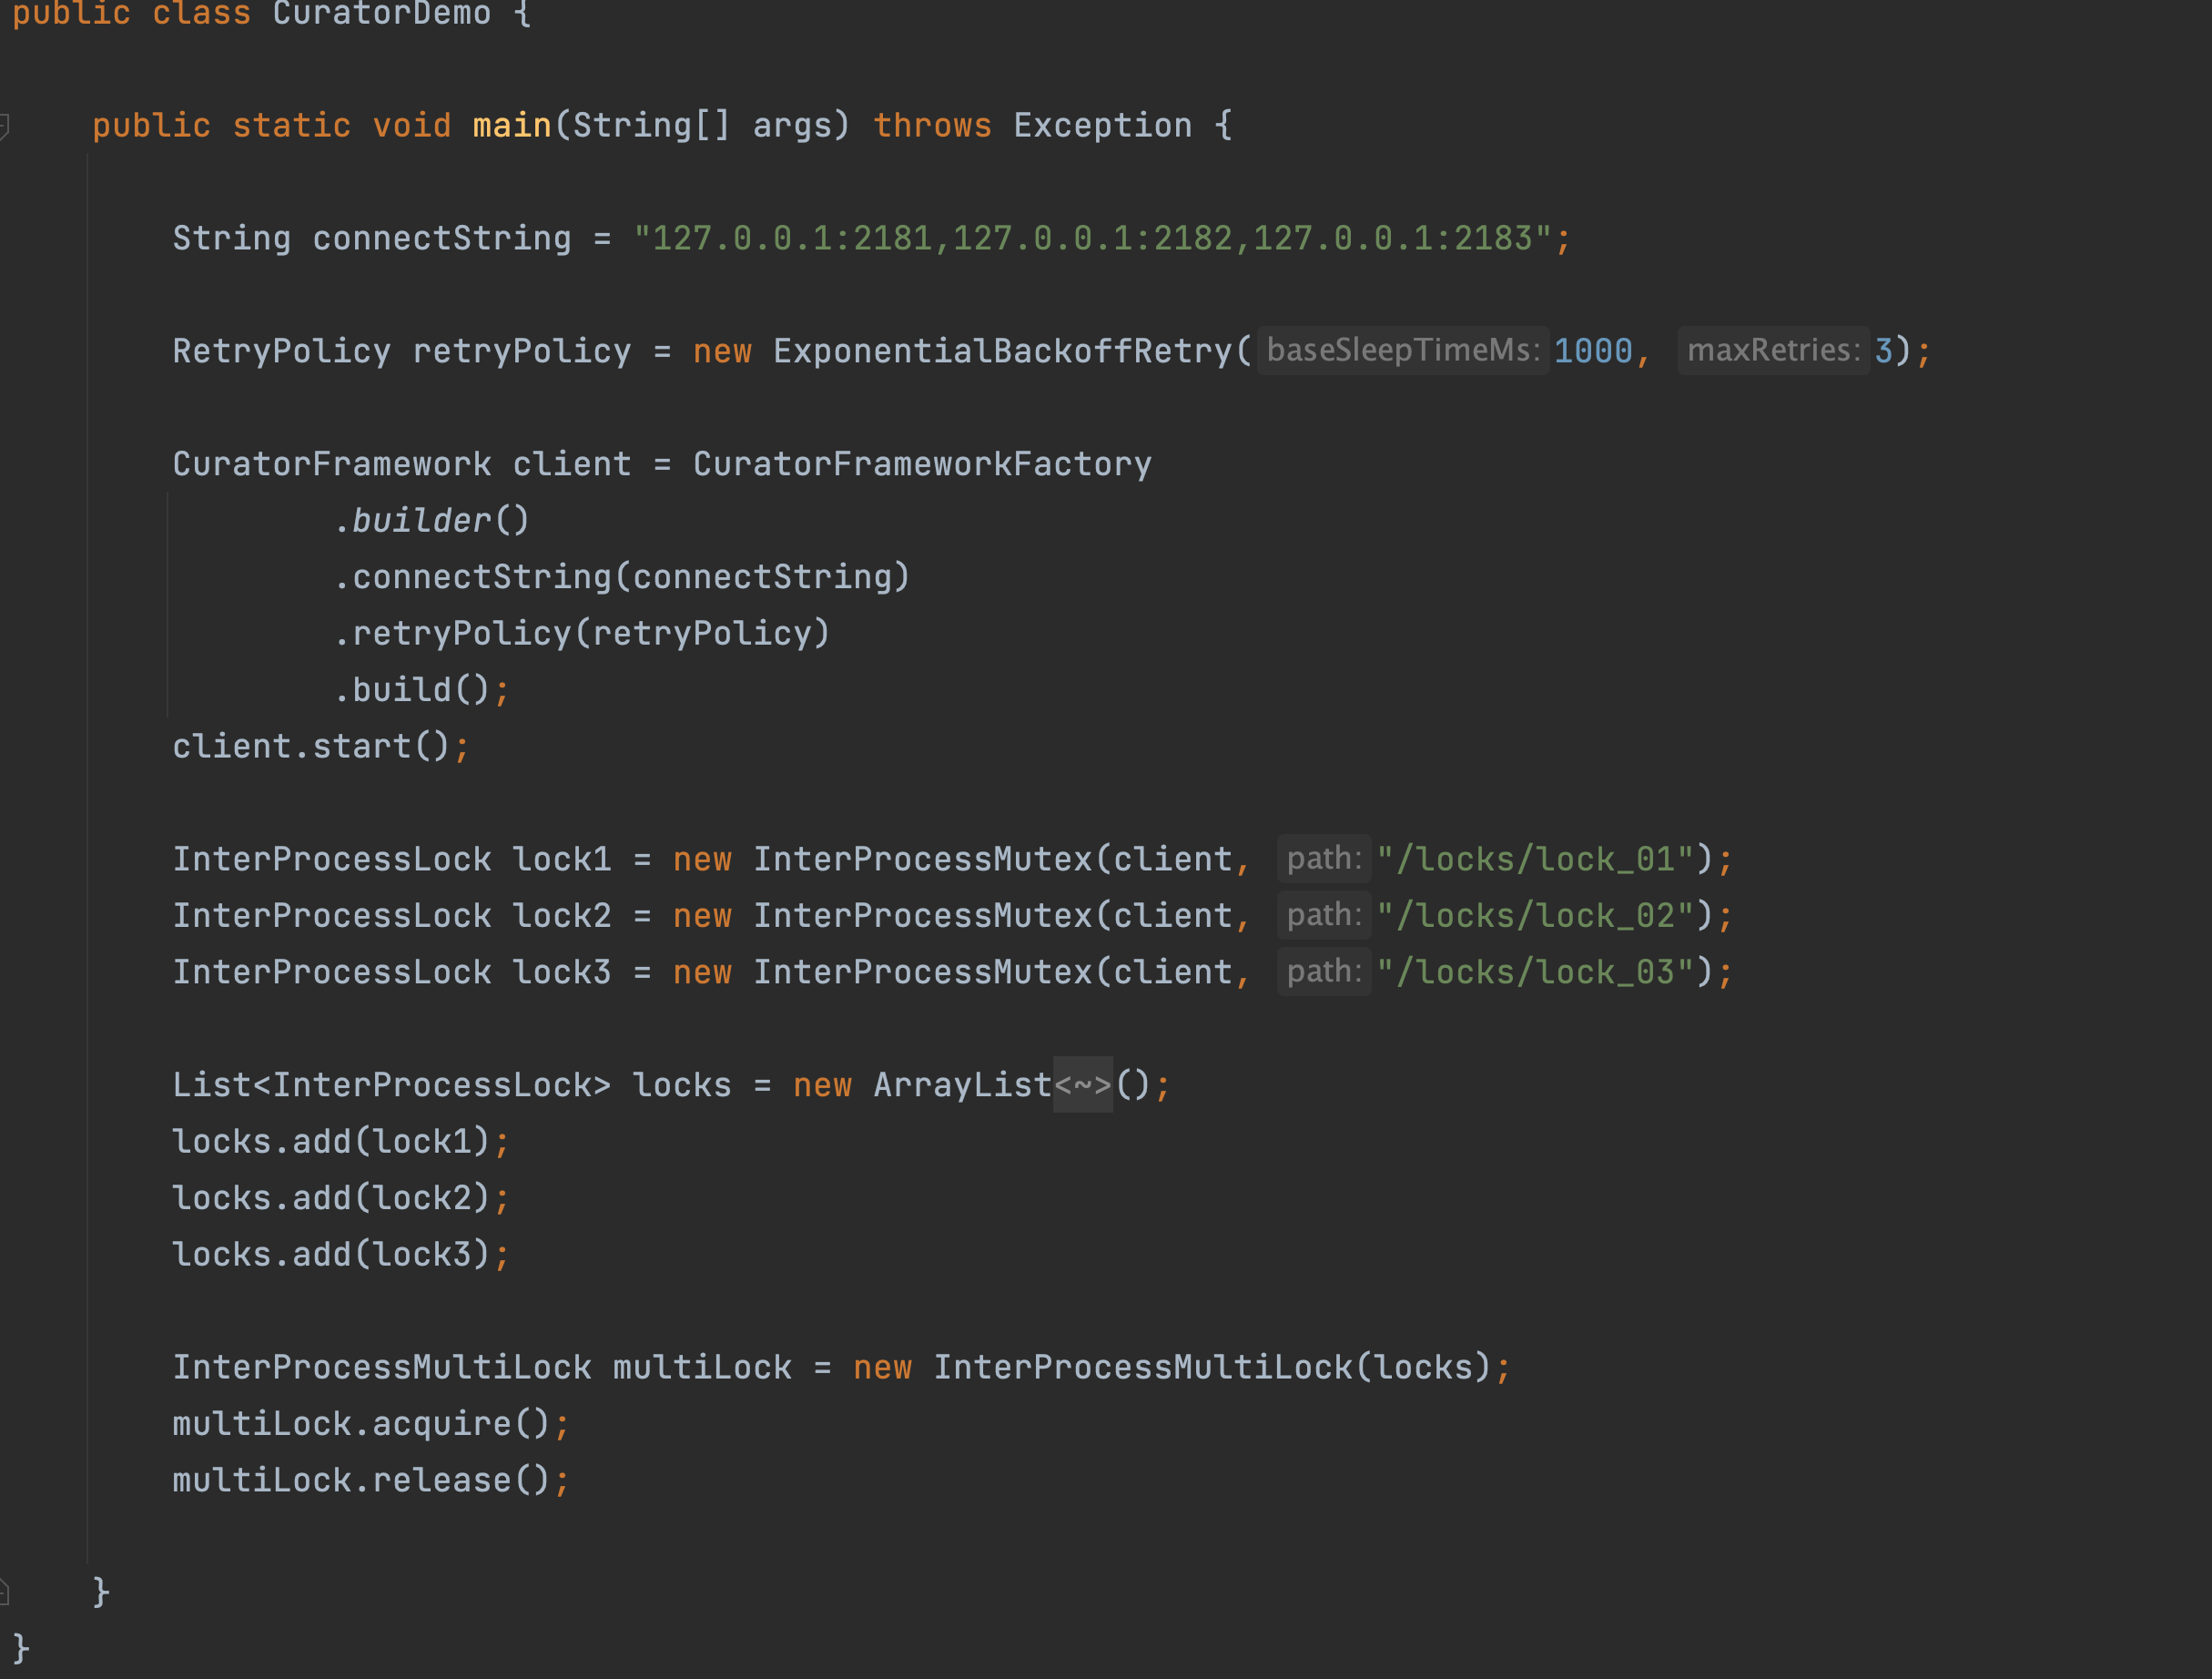 public class CuratorDemo {
public static void main(String[] args) throws Exception {
String connectString = "127.0.0.1:2181,127.0.0.1:2182,127.0.0.1:2183";
RetryPolicy retryPolicy = new ExponentialBackoffRetry( baseSleepTimeMs: 1000, maxRetries: 3);
CuratorFramework client = CuratorFrameworkFactory
.builder()
.connectString(connectString)
.retryPolicy(retryPolicy)
.build();
client.start();
InterProcessLock lock1 = new InterProcessMutex(client, path: "/locks/lock_01");
InterProcessLock lock2 = new InterProcessMutex(client, path: "/locks/lock_02");
InterProcessLock lock3 = new InterProcessMutex(client, path: "/locks/lock_03");
List<InterProcessLock> locks = new ArrayList<~>();
locks.add(lock1);
locks.add(lock2);
locks.add(lock3);
InterProcessMultiLock multiLock = new InterProcessMultiLock(locks);
multiLock.acquire();
multiLock.release();
}
}